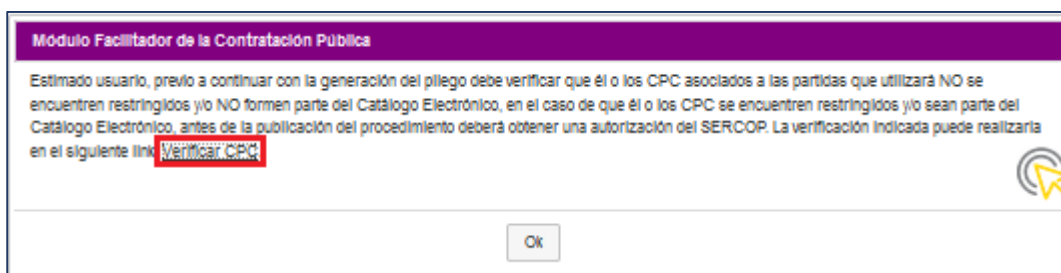 Módulo Facilitador de la Contratación Pública
Estimado usuario, previo a continuar con la generación del pliego debe verificar que él o los CPC asociados a las partidas que utilizará NO se
encuentren restringidos y/o NO formen parte del Catálogo Electrónico, en el caso de que él o los CPC se encuentren restringidos y/o sean parte del
Catálogo Electrónico, antes de la publicación del procedimiento deberá obtener una autorización del SERCOP. La verificación indicada puede realizarla
en el siguiente link Verificar CPC
Ok